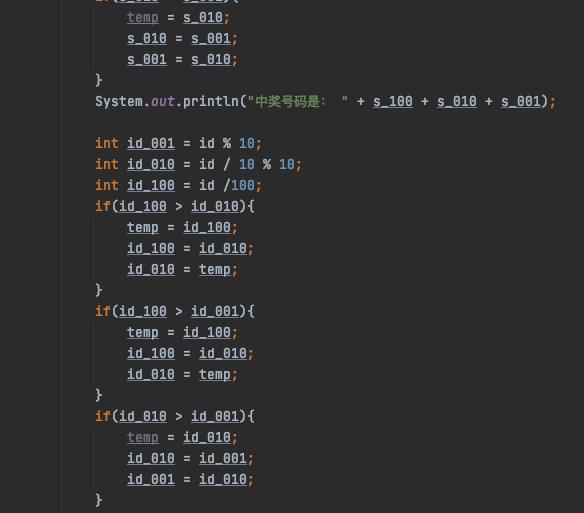 temp = s_010;
s_010 = s_001;
s_001 = s_010;
}
System.out.println("中奖号码是： " + s_100 + s_010 + s_001);
int id_001 = id % 10;
int id_010 = id / 10 % 10;
int id_100 = id /100;
if(id_100 > id_010){
temp = id_100;
id_100 = id_010;
id_010 = temp;
}
if(id_100 > id_001){
temp = id_100;
id_100 = id_010;
id_010 = temp;
}
if(id_010 > id_001){
temp = id_010;
id_010 = id_001;
id_001 = id_010;
}